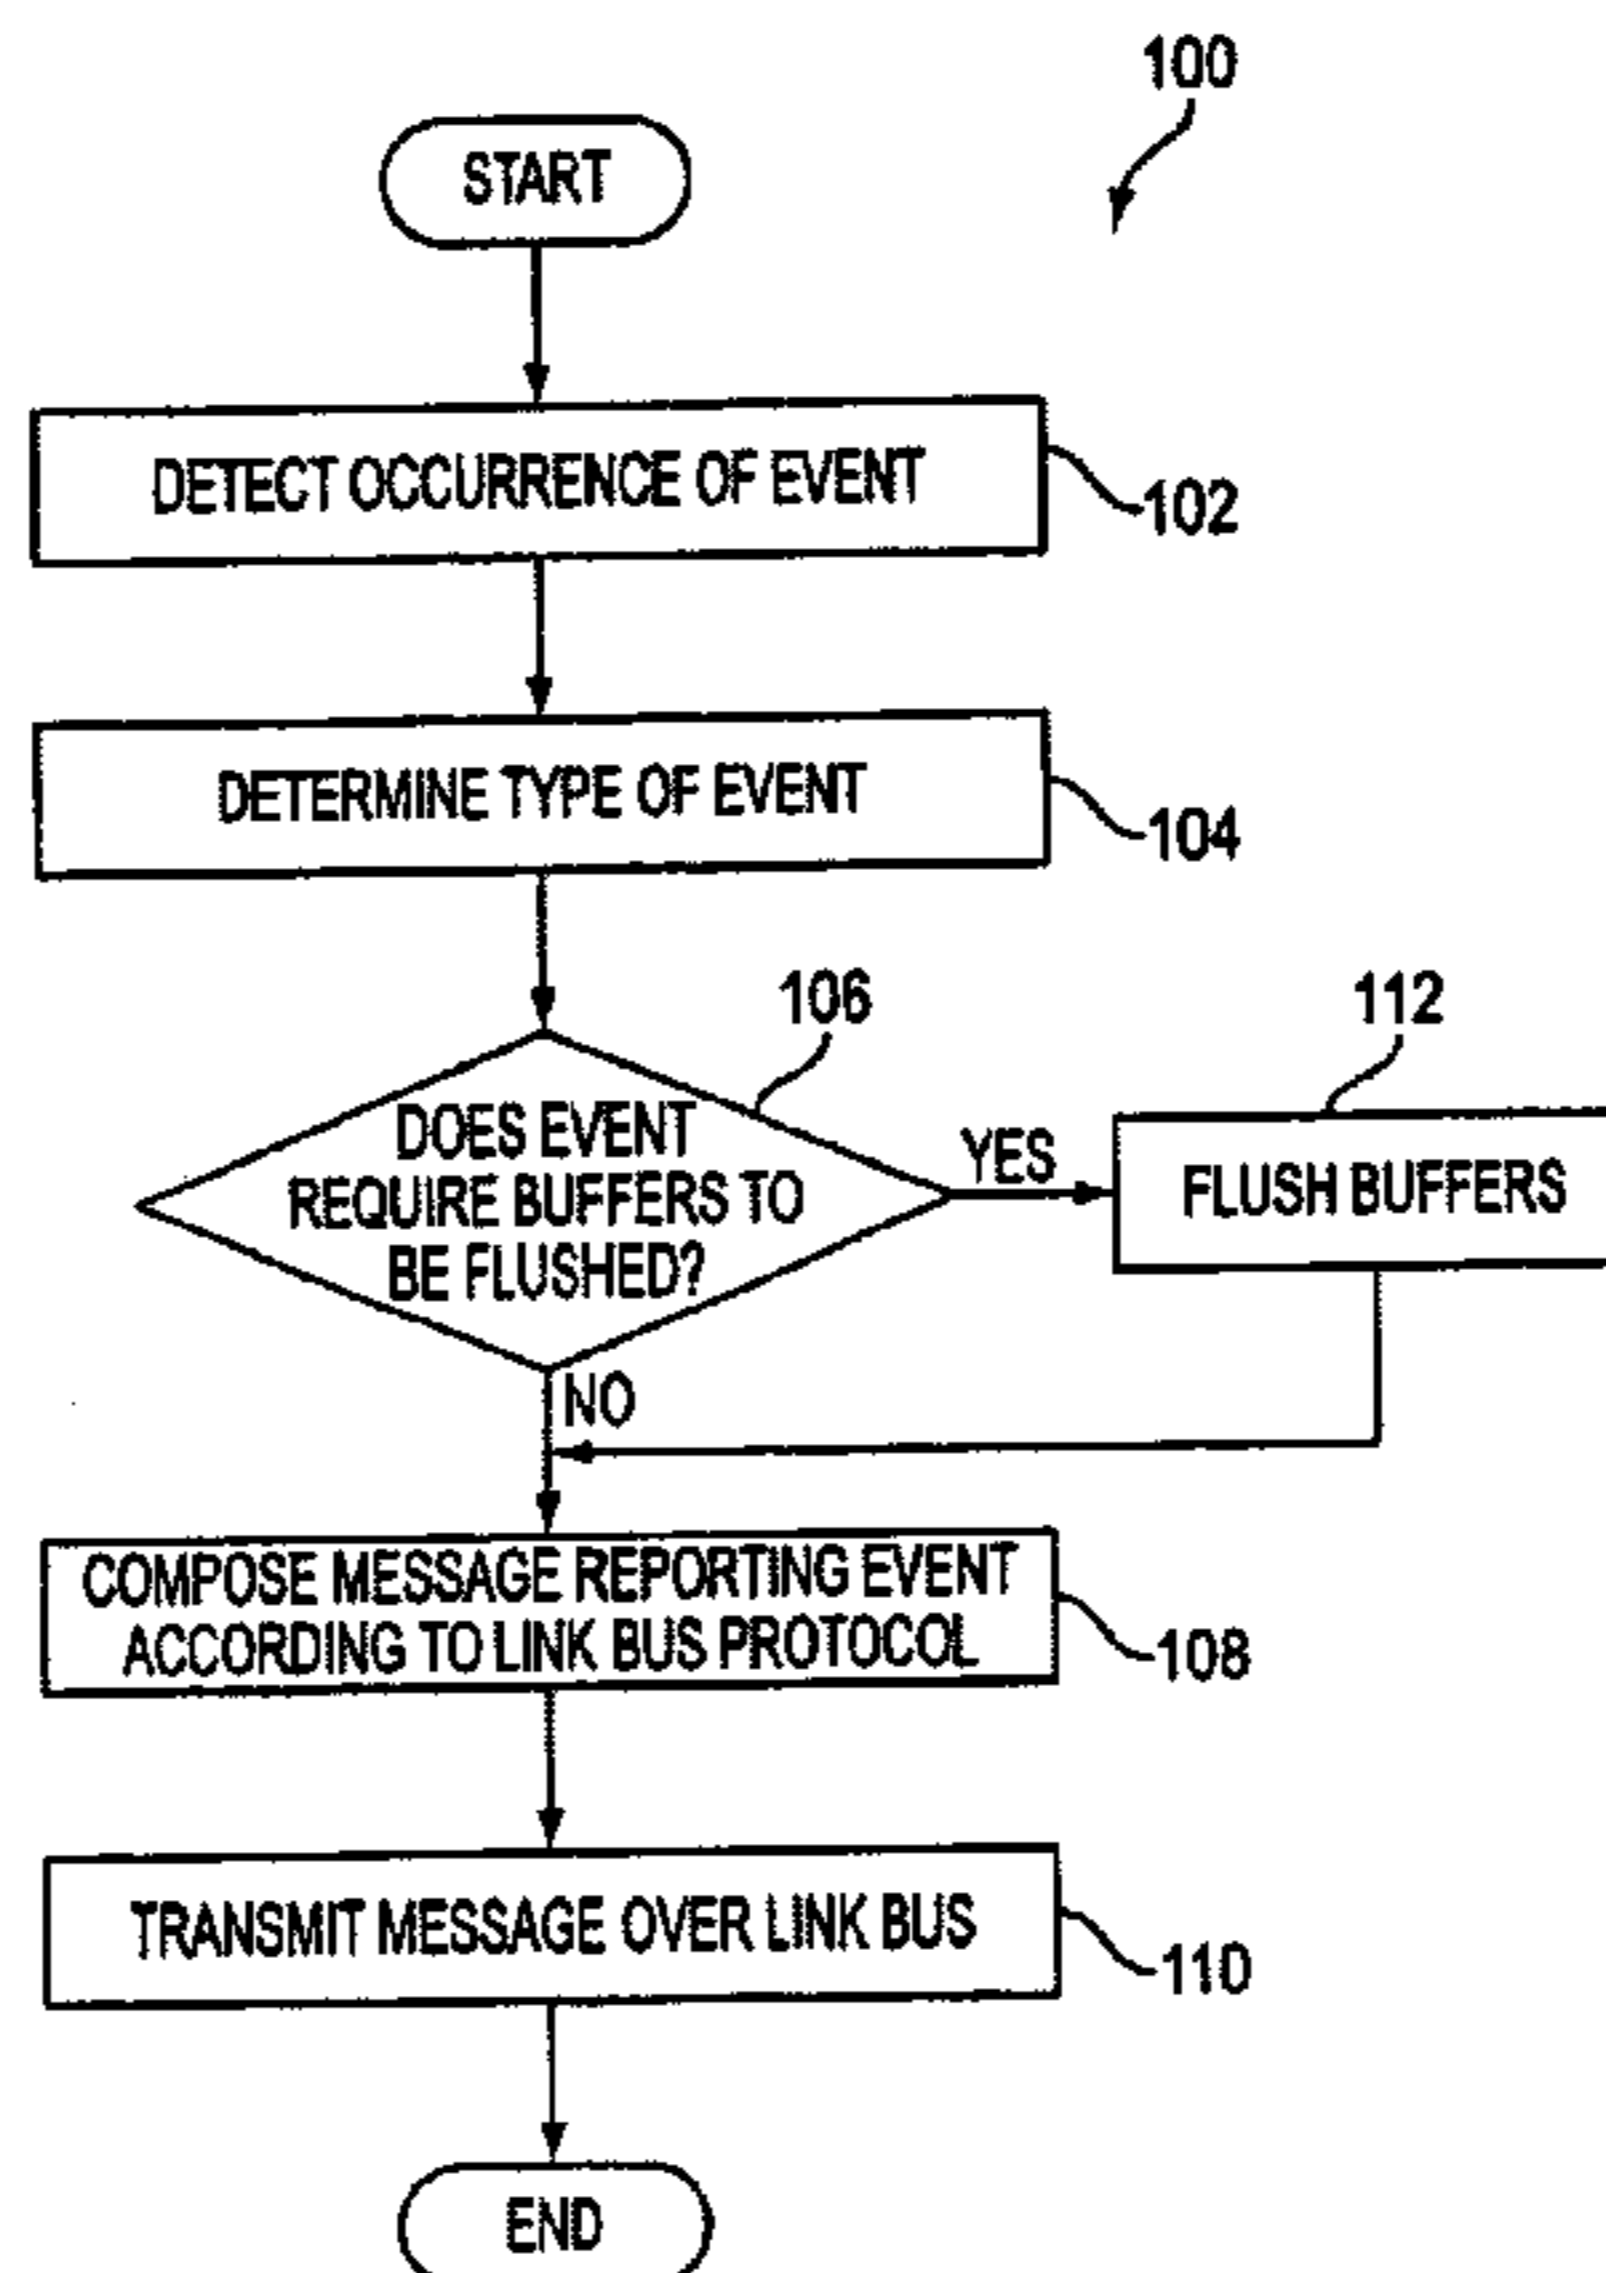 100
START
DETECT OCCURRENCE OF EVENT
102
DETERMINE TYPE OF EVENT
104
106
112
DOES EVENT
REQUIRE BUFFERS TO
BE FLUSHED?
YES
FLUSH BUFFERS
NO
COMPOSE MESSAGE REPORTING EVENT
ACCORDING TO LINK BUS PROTOCOL
108
TRANSMIT MESSAGE OVER LINK BUS
110
END